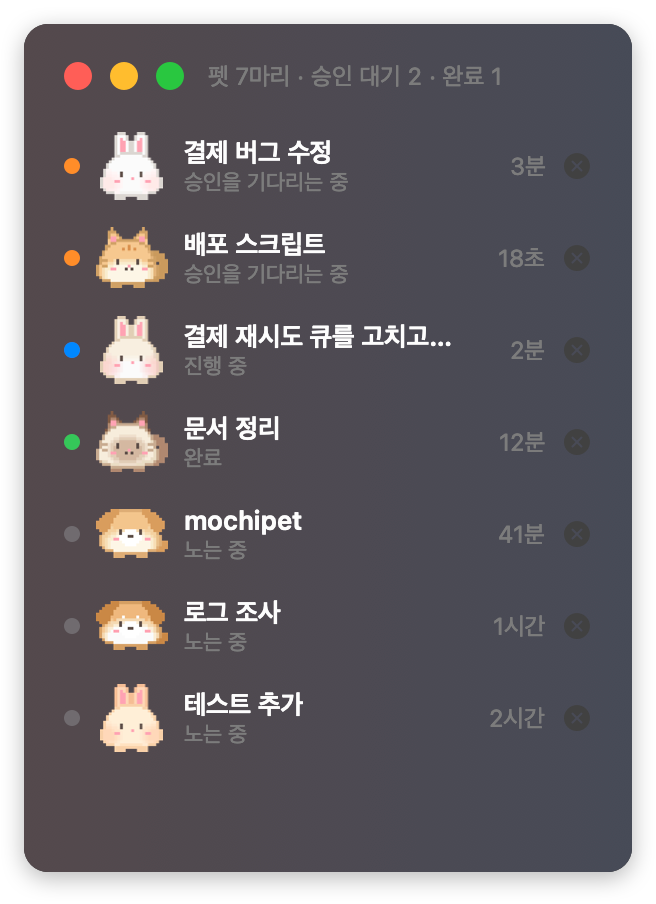 펫 7마리 · 승인 대기 2 · 완료 1
결제 버그 수정
승인을 기다리는 중
3분
배포 스크립트
승인을 기다리는 중
18초
결제 재시도 큐를 고치고...
진행 중
2분
문서 정리
완료
12분
mochipet
노는 중
41분
로그 조사
노는 중
1시간
테스트 추가
노는 중
2시간